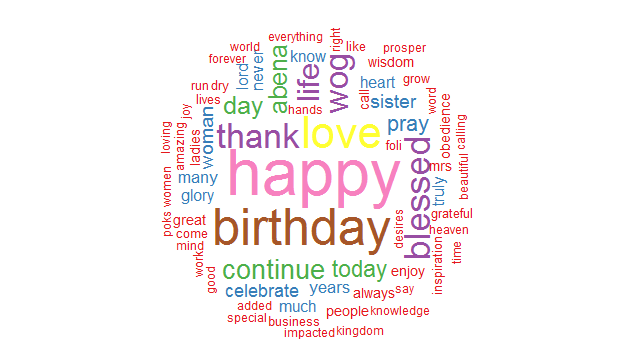 everything
world
know
right
like
prosper
forever
never
lord
abena
life
wog
wisdom
run dry
heart
grow
lives
day
hands
call
sister
word
joy
thank
love
pray
obedience
calling
loving
amazing
ladies
woman
foli
happy
blessed
mrs
beautiful
many
truly
women
glory
poks
great
birthday
desires
grateful
come
heaven
mind
work
continue
today
enjoy
inspiration
time
good
celebrate
years
always
say
added
much
people
knowledge
special
business
impacted
kingdom